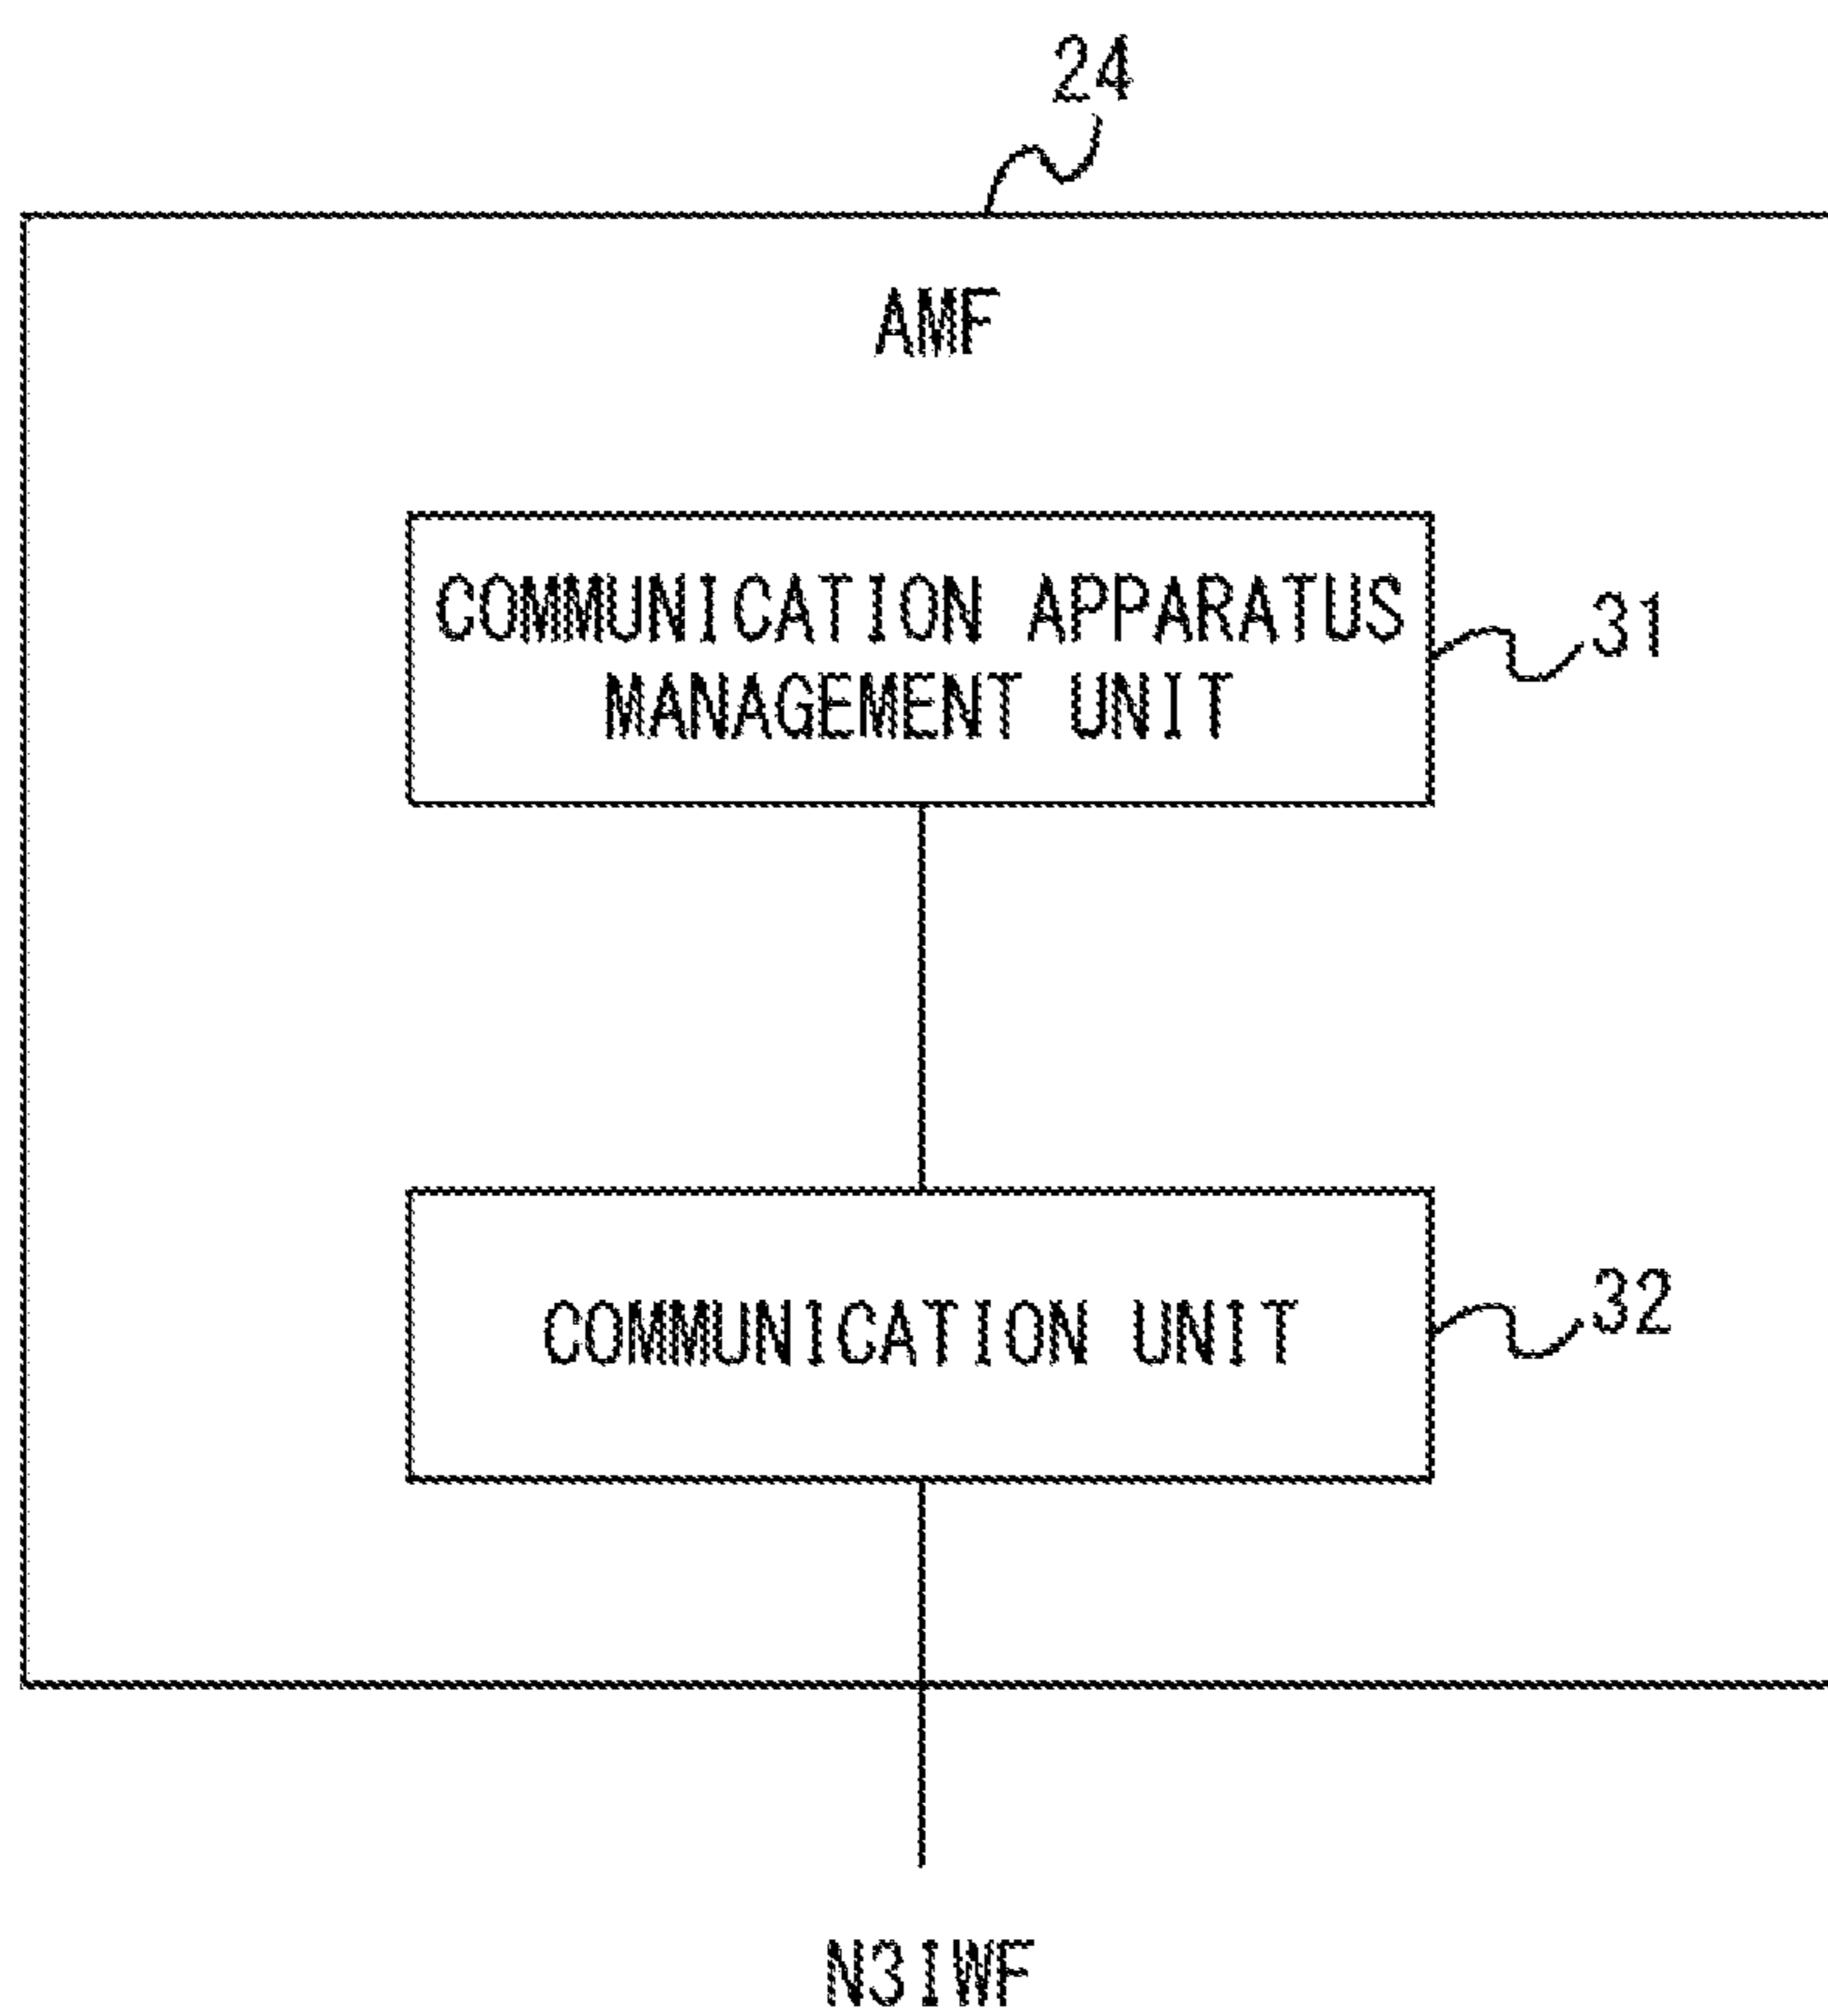 24
AMF
COMMUNICATION APPARATUS
MANAGEMENT UNIT
31
COMMUNICATION UNIT
32
N3IWF